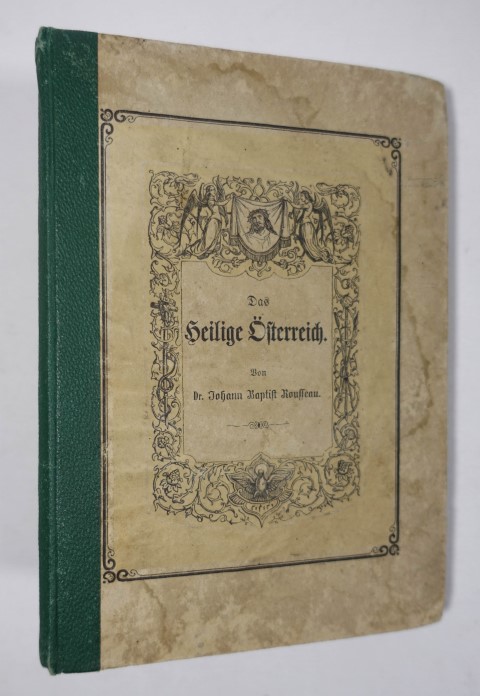 Das
Heilige Österreich.
Von
Dr. Johann Baptist Rousseau.